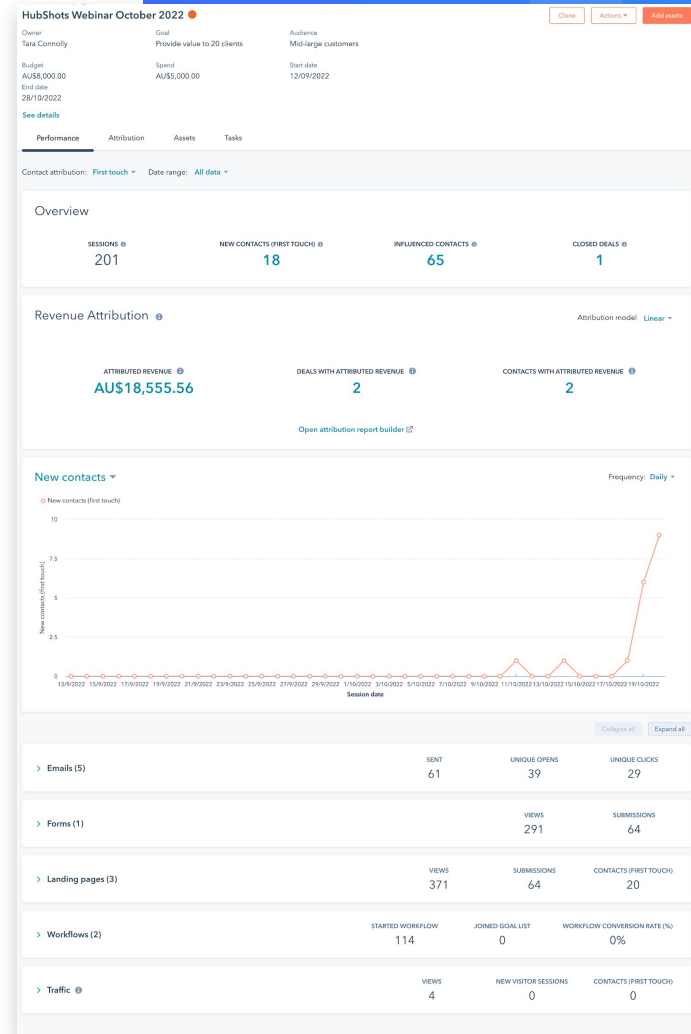 HubShots Webinar October 2022
Clone Actions Add assets
Owner Goal Audience
Tara Connolly Provide value to 20 clients Mid-large customers
Budget Spend Start date
AU$8,000.00 AU$5,000.00 12/09/2022
End date
28/10/2022
See details
Performance Attribution Assets Tasks
Contact attribution: First touch Date range: All data
Overview
SESSIONS NEW CONTACTS (FIRST TOUCH) INFLUENCED CONTACTS CLOSED DEALS
201 18 65 1
Revenue Attribution
Attribution model Linear
ATTRIBUTED REVENUE DEALS WITH ATTRIBUTED REVENUE CONTACTS WITH ATTRIBUTED REVENUE
AU$18,555.56 2 2
Open attribution report builder
New contacts
Frequency: Daily
New contacts (first touch)
10
7.5
5
2.5
0
New contacts (first touch)
13/9/2022 15/9/2022 17/9/2022 19/9/2022 21/9/2022 23/9/2022 25/9/2022 27/9/2022 29/9/2022 1/10/2022 3/10/2022 5/10/2022 7/10/2022 9/10/2022 11/10/2022 13/10/2022 15/10/2022 17/10/2022 19/10/2022
Session date
Collapse all Expand all
Emails (5)
SENT UNIQUE OPENS UNIQUE CLICKS
61 39 29
Forms (1)
VIEWS SUBMISSIONS
291 64
Landing pages (3)
VIEWS SUBMISSIONS CONTACTS (FIRST TOUCH)
371 64 20
Workflows (2)
STARTED WORKFLOW JOINED GOAL LIST WORKFLOW CONVERSION RATE (%)
114 0 0%
Traffic
VIEWS NEW VISITOR SESSIONS CONTACTS (FIRST TOUCH)
4 0 0